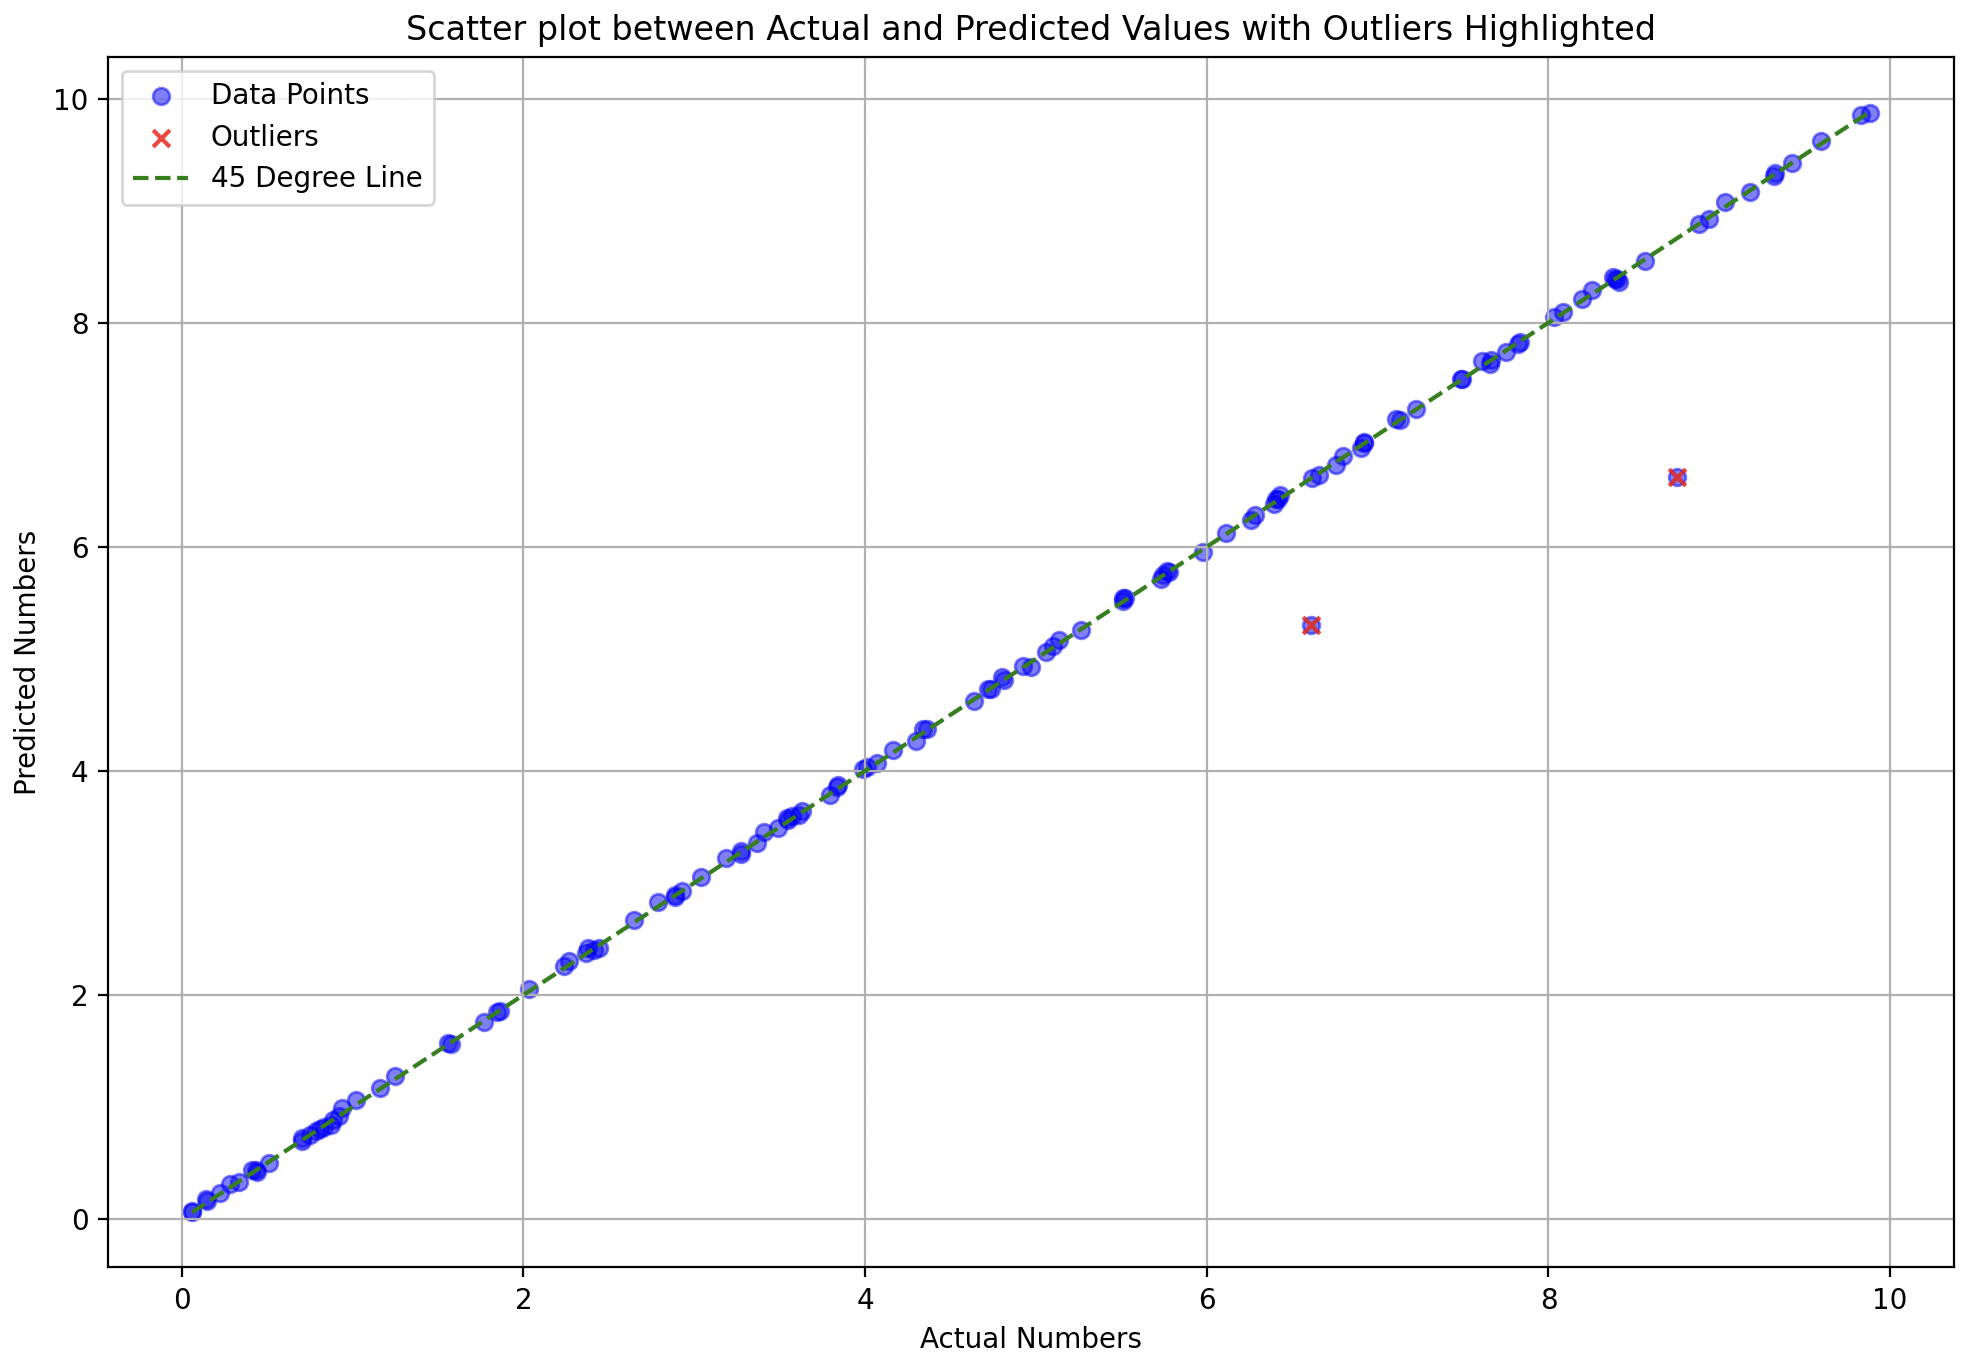 Scatter plot between Actual and Predicted Values with Outliers Highlighted
Data Points
Outliers
45 Degree Line
Predicted Numbers
10
8
6
4
2
0
0 2 4 6 8 10
Actual Numbers